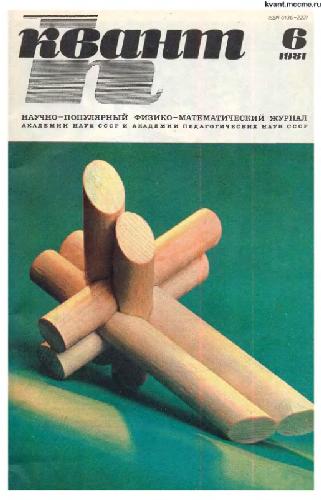 kvant.mccme.ru
ISSN 0130-2221
квант
6
1981
НАУЧНО-ПОПУЛЯРНЫЙ ФИЗИКО-МАТЕМАТИЧЕСКИЙ ЖУРНАЛ
АКАДЕМИИ НАУК СССР И АКАДЕМИИ ПЕДАГОГИЧЕСКИХ НАУК СССР